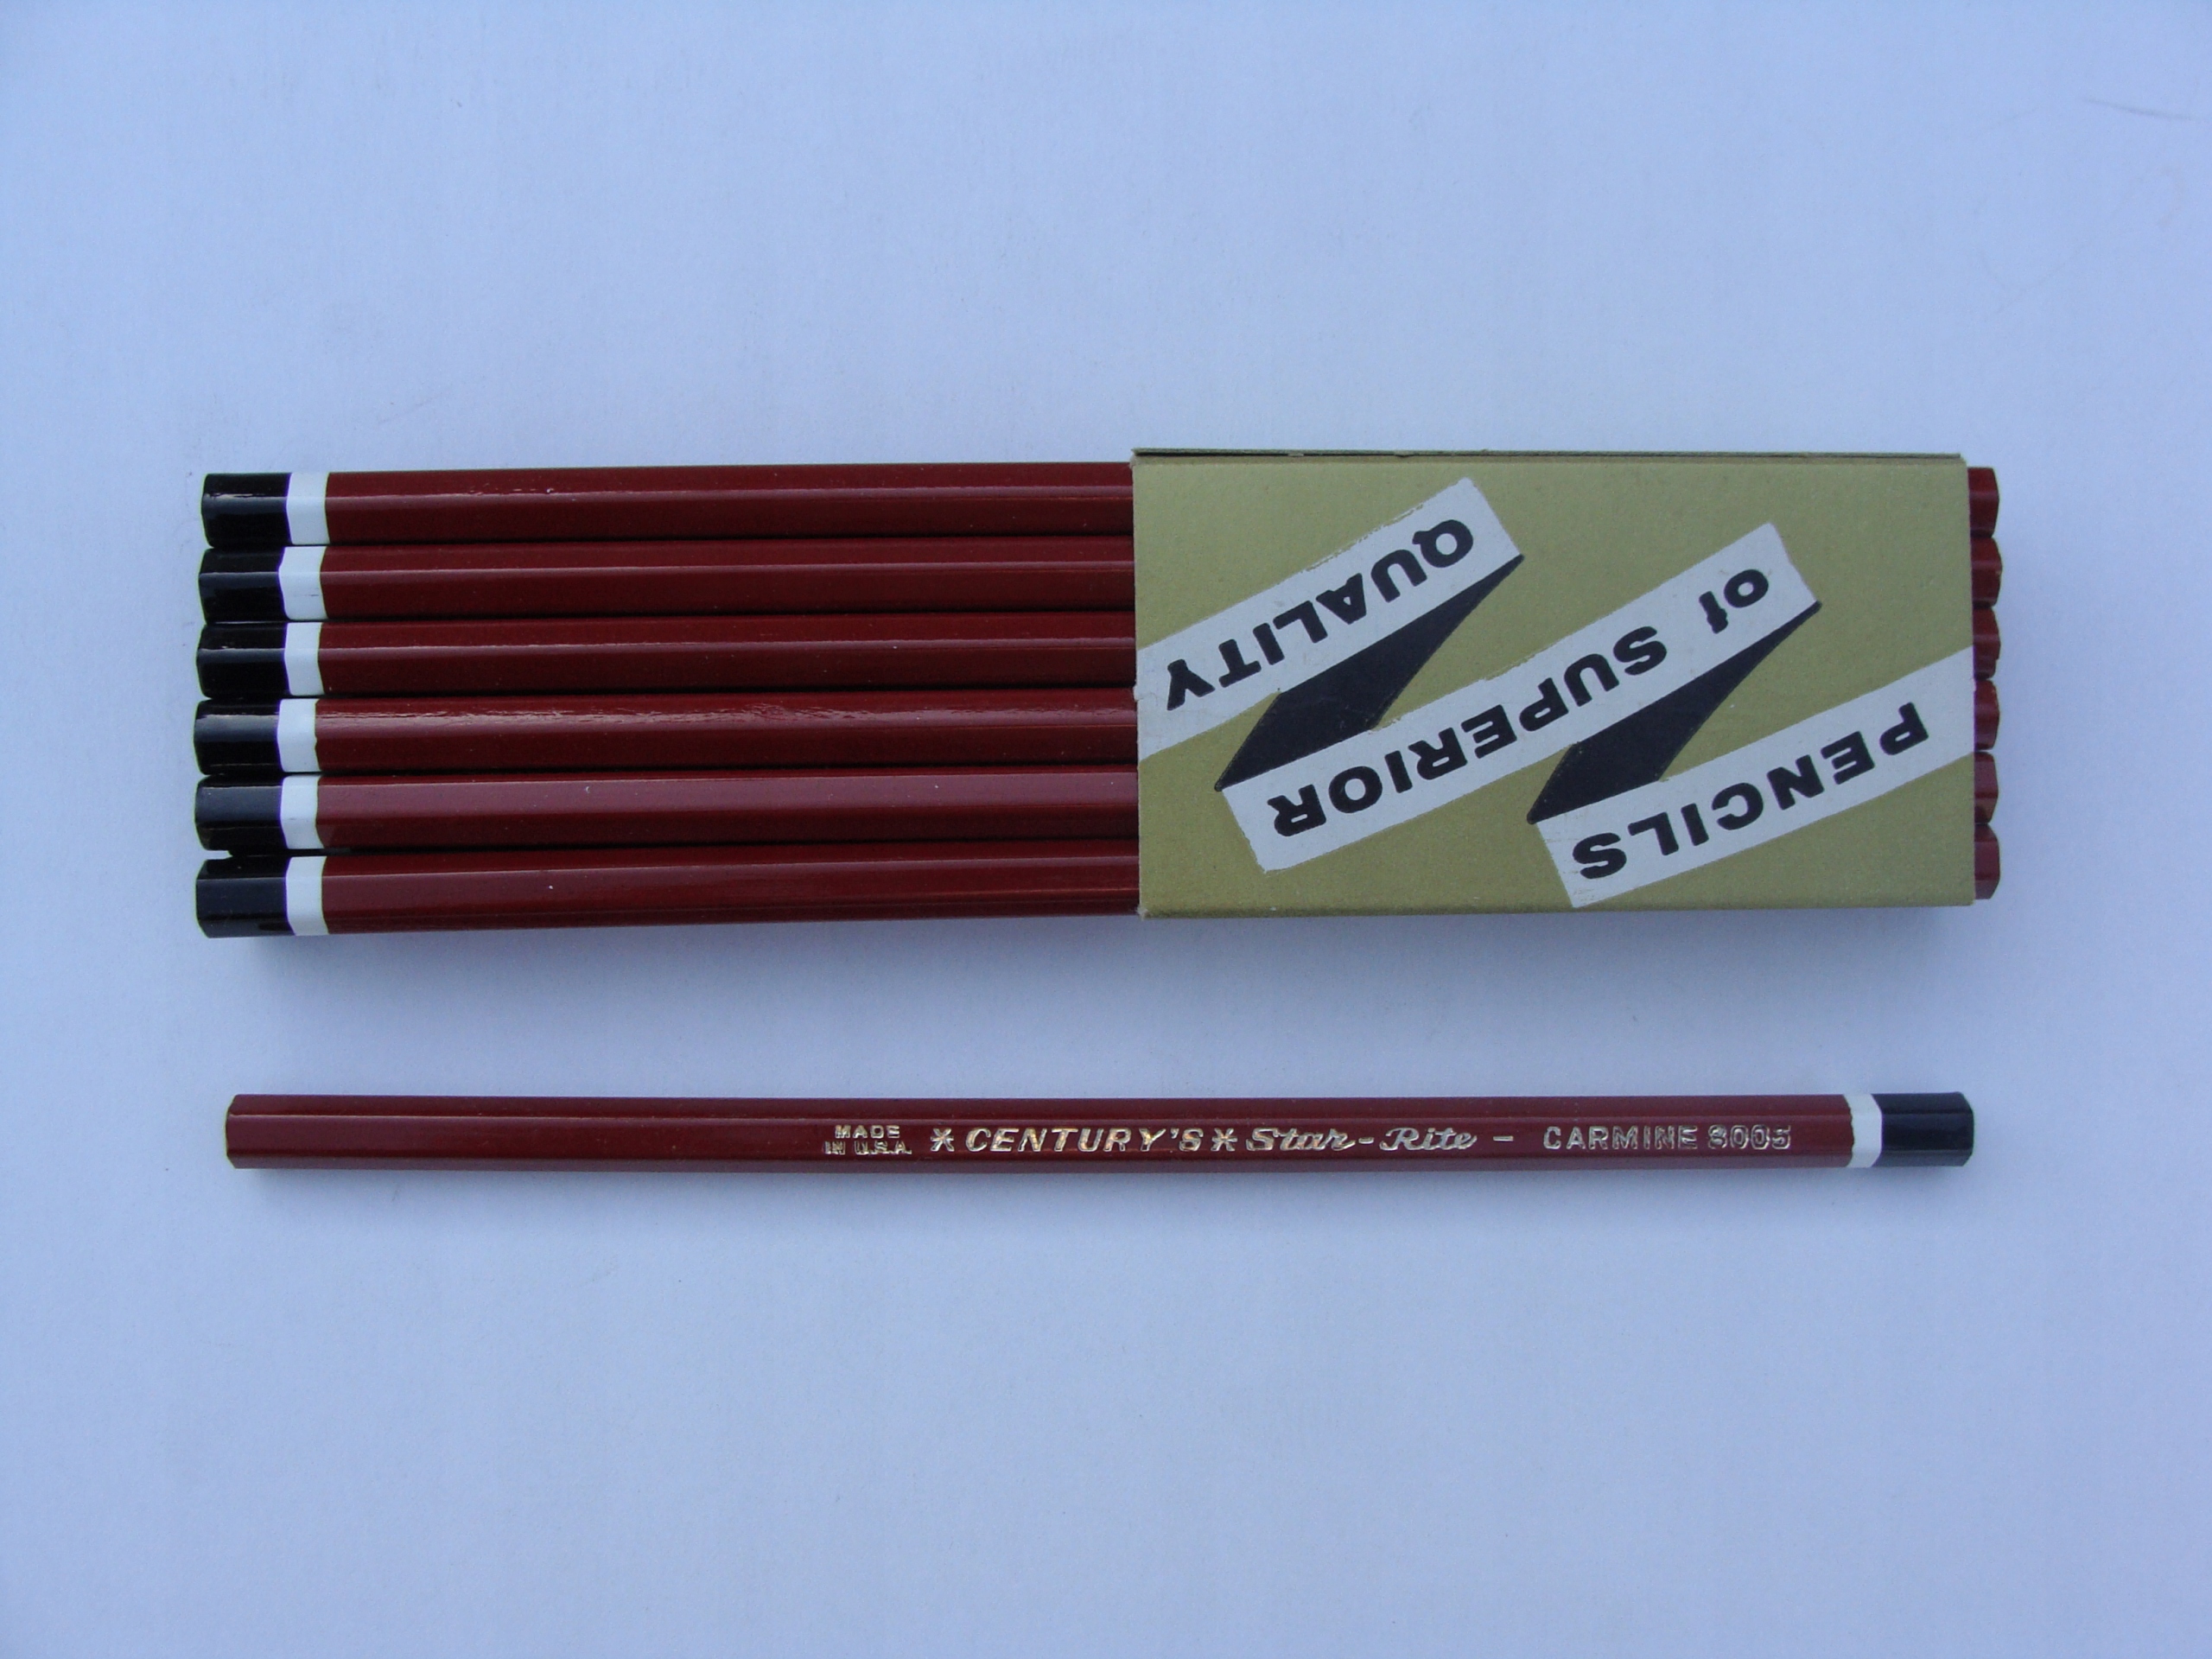 PENCILS
of SUPERIOR
QUALITY
MADE
IN U.S.A.
*CENTURY'S* Star-Rite - CARMINE 8005